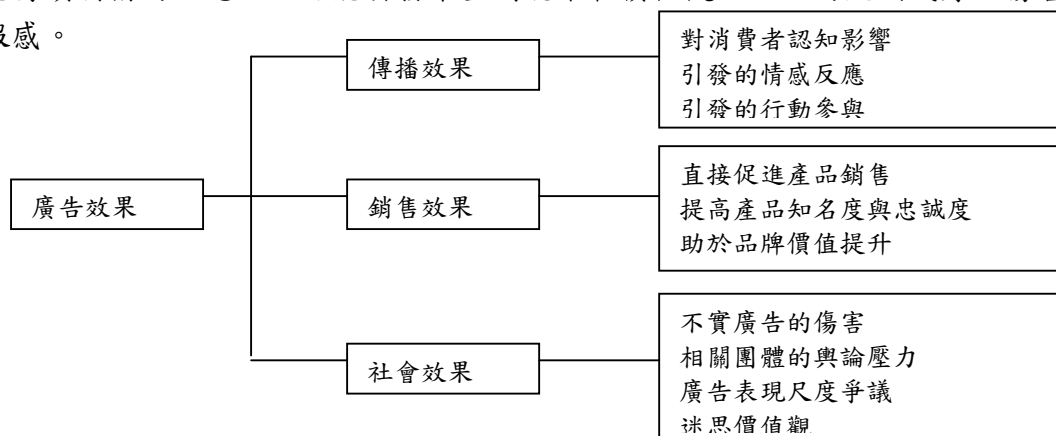 報感。
傳播效果
對消費者認知影響
引發的情感反應
引發的行動參與
廣告效果
銷售效果
直接促進產品銷售
提高產品知名度與忠誠度
助於品牌價值提升
社會效果
不實廣告的傷害
相關團體的輿論壓力
廣告表現尺度爭議
迷思價值觀